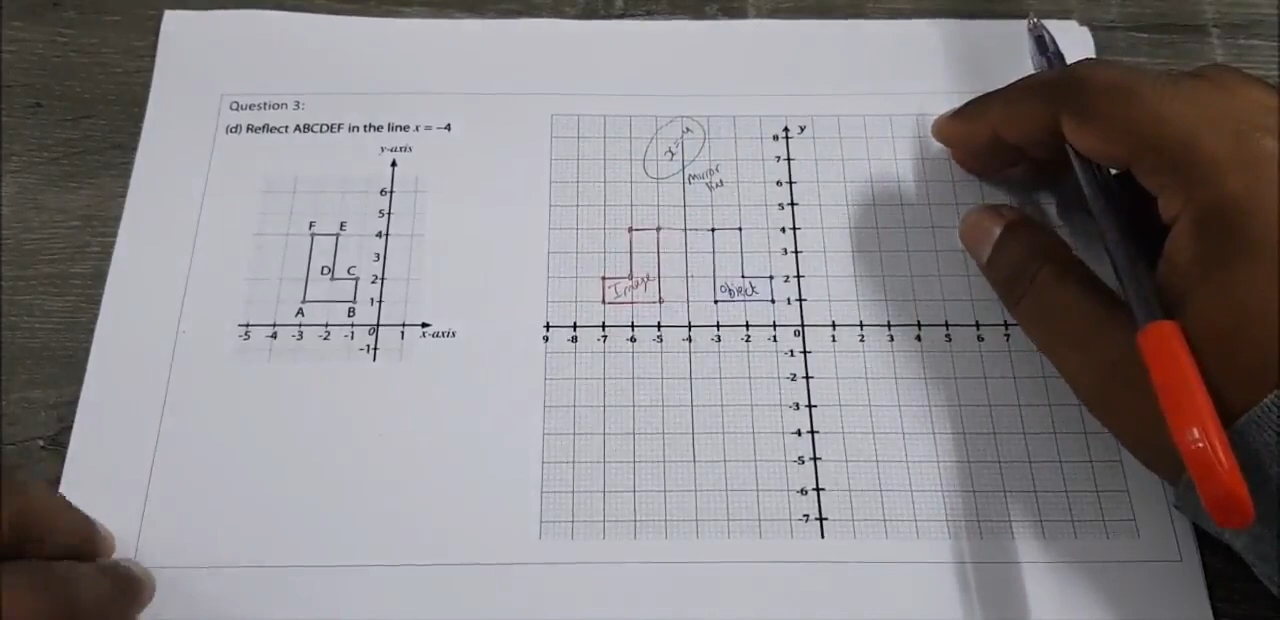 Question 3:
(d) Reflect ABCDEF in the line x = –4
y-axis
6
5
F E
4
3
D C
2
1
A B
-5 -4 -3 -2 -1 0 1 x-axis
-1
x=-4
mirror
line
y
8
7
6
5
4
3
2
1
Image
object
9 -8 -7 -6 -5 -4 -3 -2 -1 0 1 2 3 4 5 6 7
-1
-2
-3
-4
-5
-6
-7